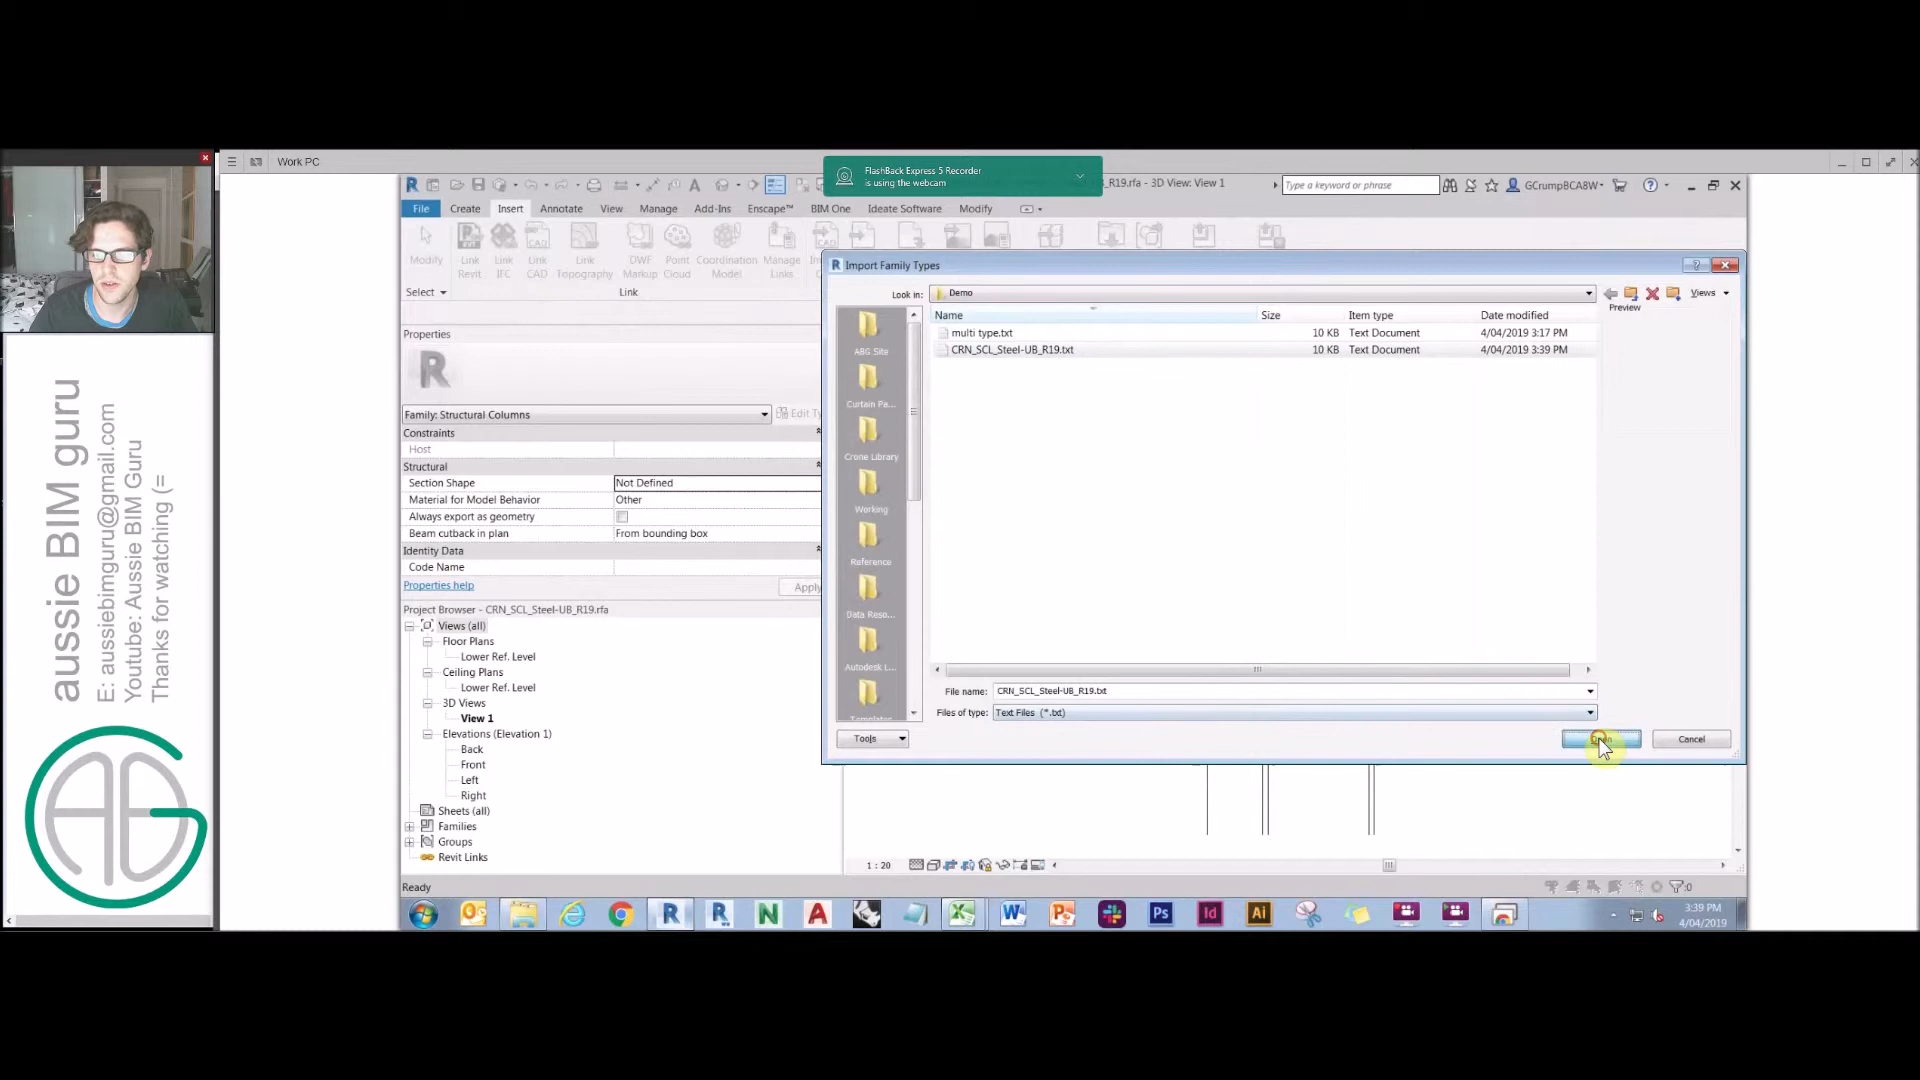 Work PC
FlashBack Express 5 Recorder
is using the webcam
_R19.rfa - 3D View: View 1
Type a keyword or phrase
GCrumpBCA8W
File
Create
Insert
Annotate
View
Manage
Add-Ins
Enscape™
BIM One
Ideate Software
Modify
Modify
Link
Revit
Link
IFC
Link
CAD
Link
Topography
DWF
Markup
Point
Cloud
Coordination
Model
Manage
Links
Select
Link
Properties
Family: Structural Columns
Edit Ty
Constraints
Host
Structural
Section Shape
Not Defined
Material for Model Behavior
Other
Always export as geometry
Beam cutback in plan
From bounding box
Identity Data
Code Name
Properties help
Apply
Project Browser - CRN_SCL_Steel-UB_R19.rfa
Views (all)
Floor Plans
Lower Ref. Level
Ceiling Plans
Lower Ref. Level
3D Views
View 1
Elevations (Elevation 1)
Back
Front
Left
Right
Sheets (all)
Families
Groups
Revit Links
Import Family Types
Look in:
Demo
Views
Preview
Name
Size
Item type
Date modified
multi type.txt
10 KB
Text Document
4/04/2019 3:17 PM
CRN_SCL_Steel-UB_R19.txt
10 KB
Text Document
4/04/2019 3:39 PM
ABG Site
Curtain Pa...
Crone Library
Working
Reference
Data Reso...
Autodesk L...
File name:
CRN_SCL_Steel-UB_R19.txt
Files of type:
Text Files (*.txt)
Tools
Cancel
1 : 20
Ready
:0
3:39 PM
4/04/2019
aussie BIM guru
E: aussiebimguru@gmail.com
Youtube: Aussie BIM Guru
Thanks for watching (=